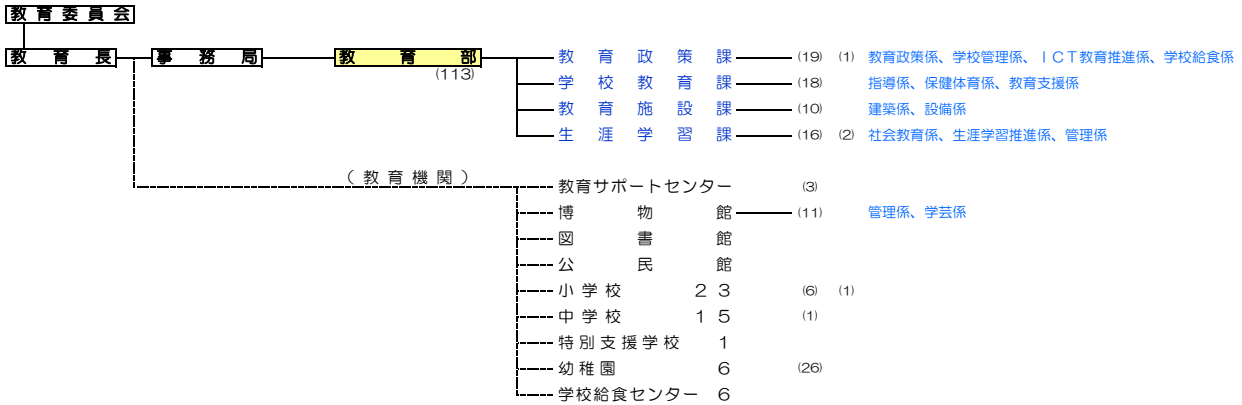 教育委員会
教育長 事務局 教育部 教育政策課 (19) (1) 教育政策係、学校管理係、ICT教育推進係、学校給食係
(113)
学校教育課 (18) 指導係、保健体育係、教育支援係
教育施設課 (10) 建築係、設備係
生涯学習課 (16) (2) 社会教育係、生涯学習推進係、管理係
(教育機関)
教育サポートセンター (3)
博物館 (11) 管理係、学芸係
図書館
公民館
小学校 23 (6) (1)
中学校 15 (1)
特別支援学校 1
幼稚園 6 (26)
学校給食センター 6